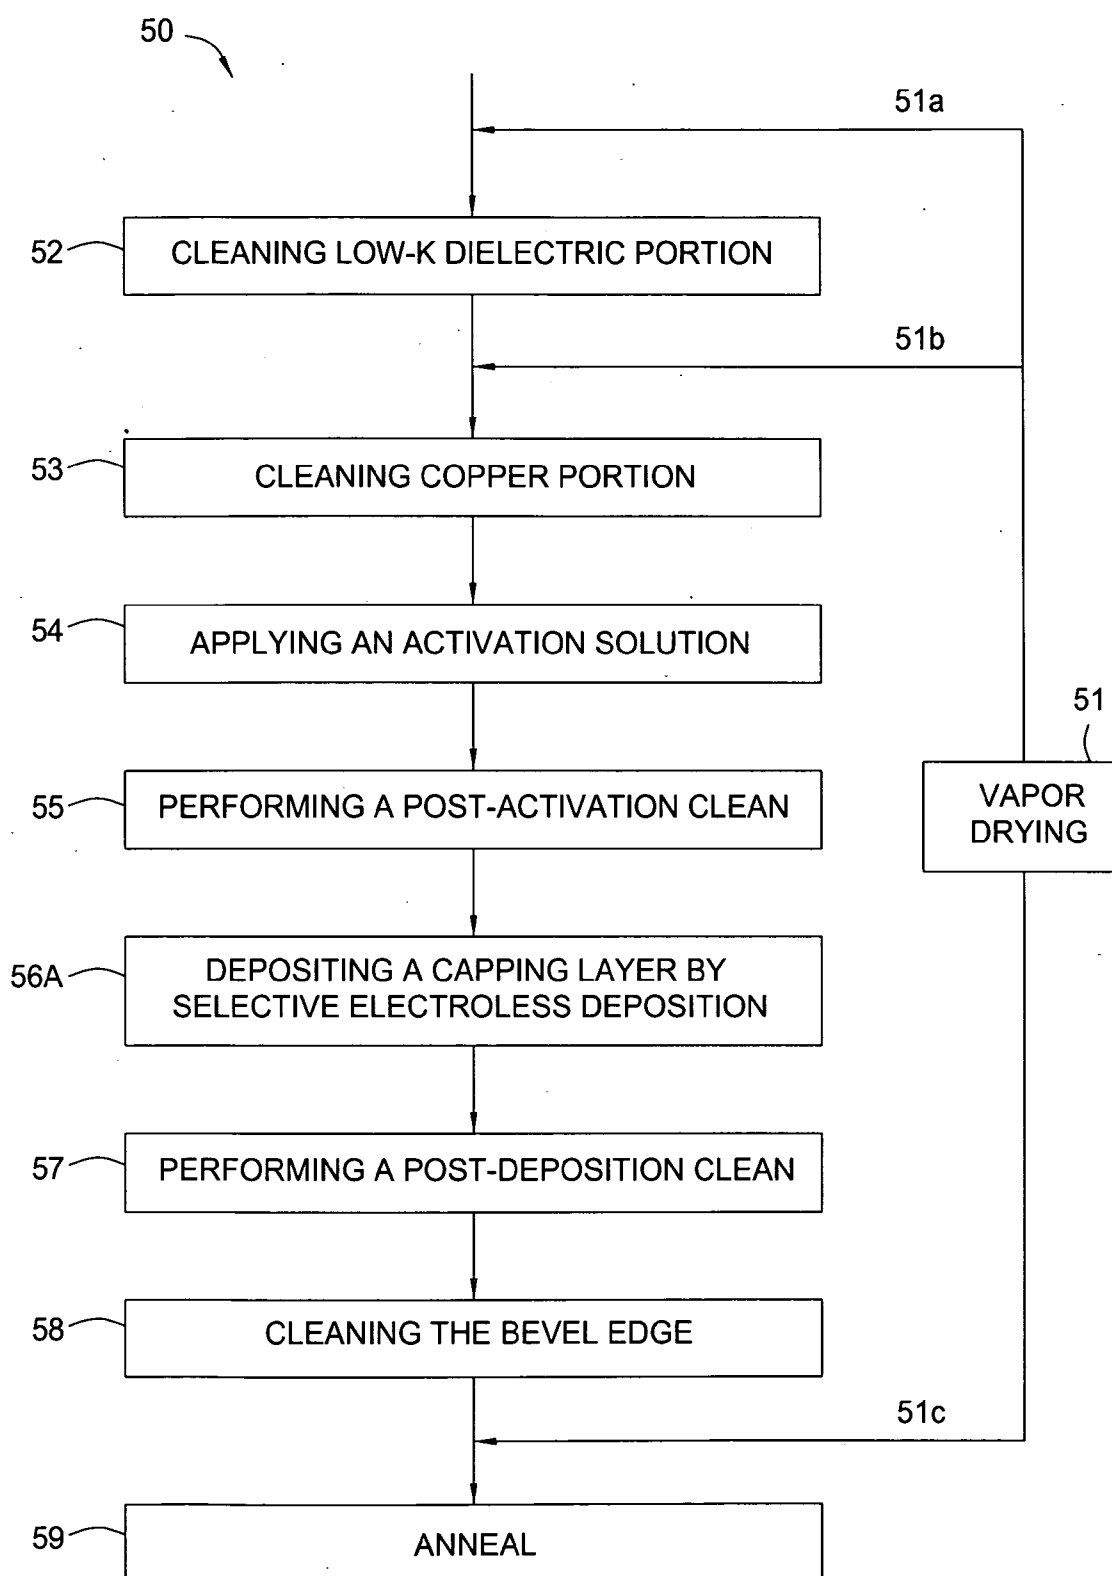 50
51a
52
CLEANING LOW-K DIELECTRIC PORTION
51b
53
CLEANING COPPER PORTION
54
APPLYING AN ACTIVATION SOLUTION
51
VAPOR
DRYING
55
PERFORMING A POST-ACTIVATION CLEAN
56A
DEPOSITING A CAPPING LAYER BY
SELECTIVE ELECTROLESS DEPOSITION
57
PERFORMING A POST-DEPOSITION CLEAN
58
CLEANING THE BEVEL EDGE
51c
59
ANNEAL